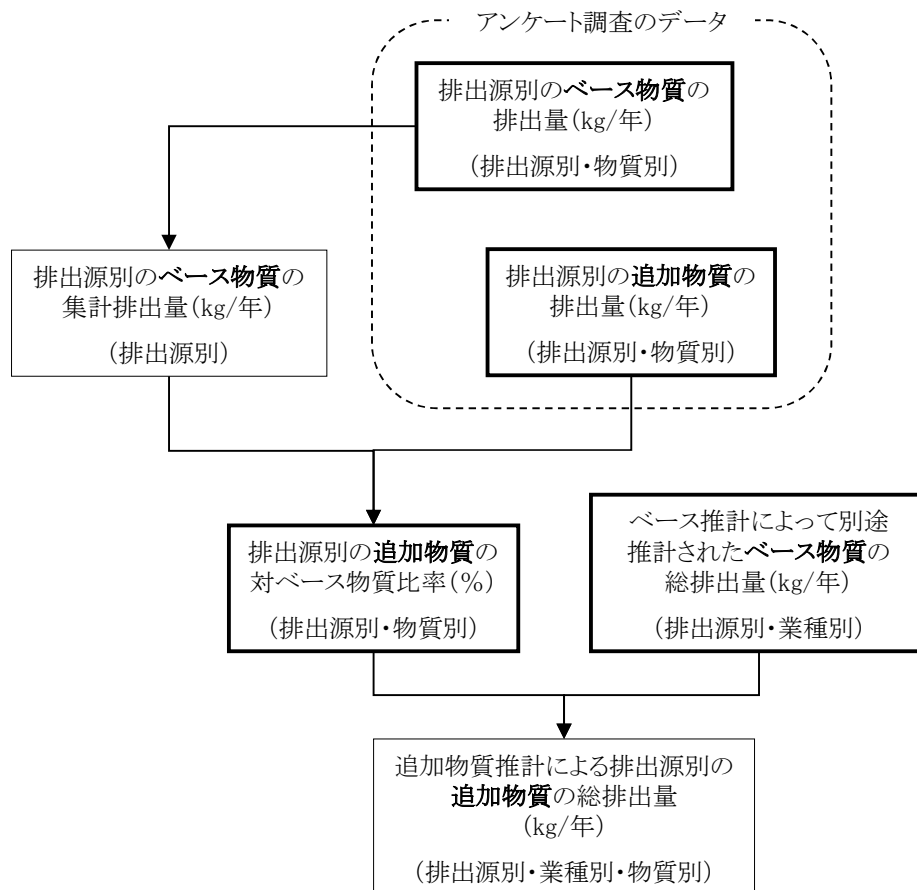 アンケート調査のデータ
排出源別のベース物質の
排出量(kg/年)
(排出源別・物質別)
排出源別のベース物質の
集計排出量(kg/年)
(排出源別)
排出源別の追加物質の
排出量(kg/年)
(排出源別・物質別)
排出源別の追加物質の
対ベース物質比率(%)
(排出源別・物質別)
ベース推計によって別途
推計されたベース物質の
総排出量(kg/年)
(排出源別・業種別)
追加物質推計による排出源別の
追加物質の総排出量
(kg/年)
(排出源別・業種別・物質別)